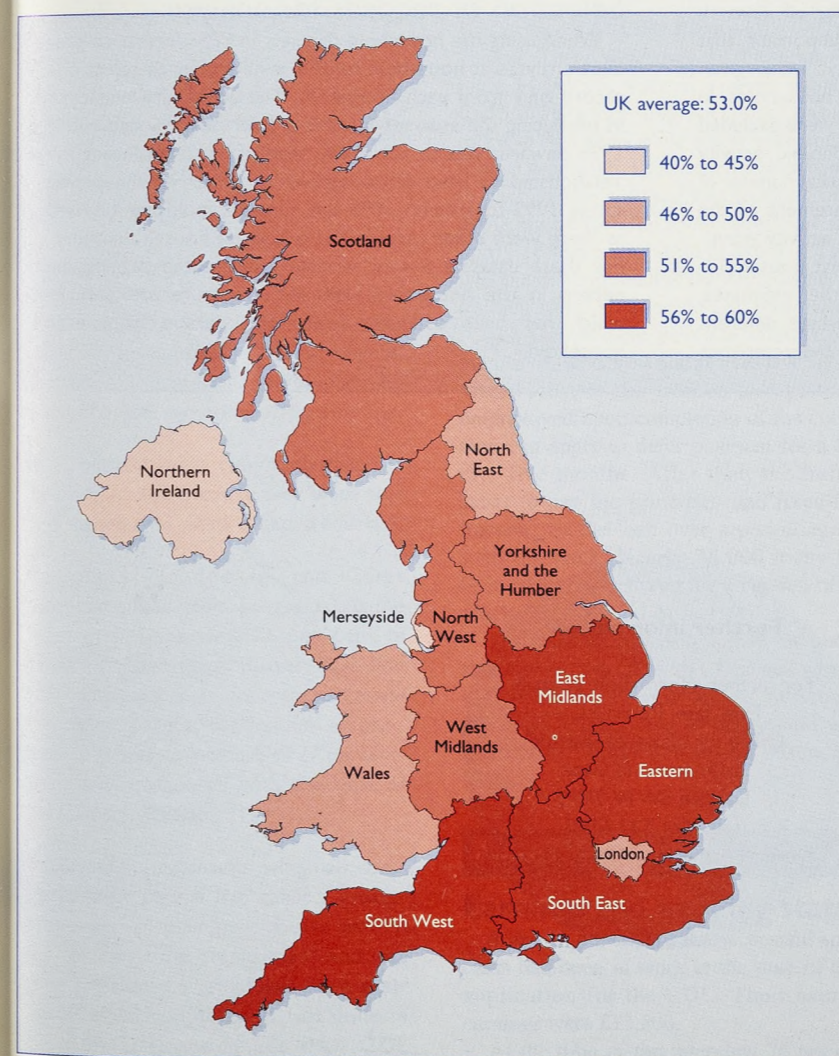 UK average: 53.0%
40% to 45%
46% to 50%
51% to 55%
56% to 60%
Scotland
North
East
Northern
Ireland
Yorkshire
and the
Humber
Merseyside
North
West
East
Midlands
West
Midlands
Wales
Eastern
London
South East
South West